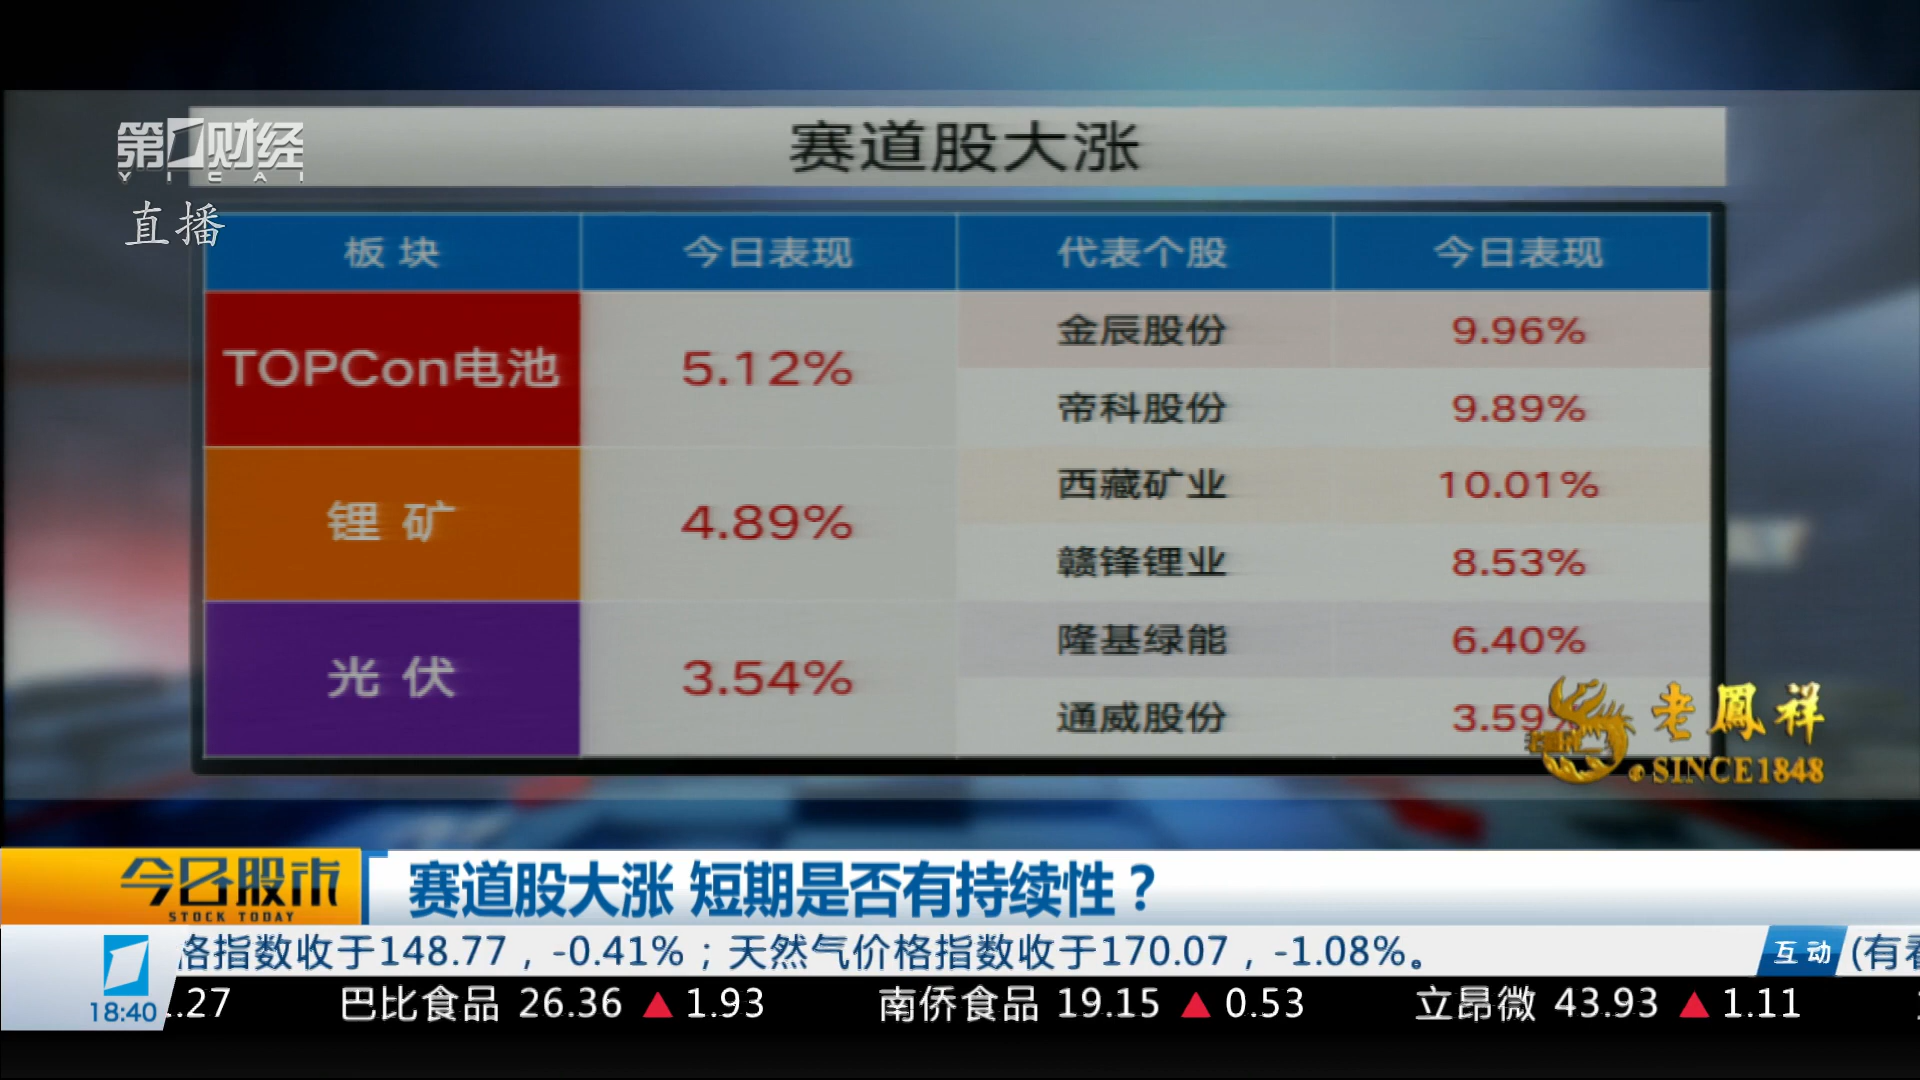 赛道股大涨
第1财经
YICAI
直播
板块 今日表现 代表个股 今日表现
TOPCon电池 5.12% 金辰股份 9.96%
帝科股份 9.89%
锂矿 4.89% 西藏矿业 10.01%
赣锋锂业 8.53%
光伏 3.54% 隆基绿能 6.40%
通威股份 3.59%
老鳳祥
SINCE1848
今日股市
STOCK TODAY
赛道股大涨 短期是否有持续性？
格指数收于148.77，-0.41%；天然气价格指数收于170.07，-1.08%。 互动 (有看
18:40 .27 巴比食品 26.36 ▲ 1.93 南侨食品 19.15 ▲ 0.53 立昂微 43.93 ▲ 1.11